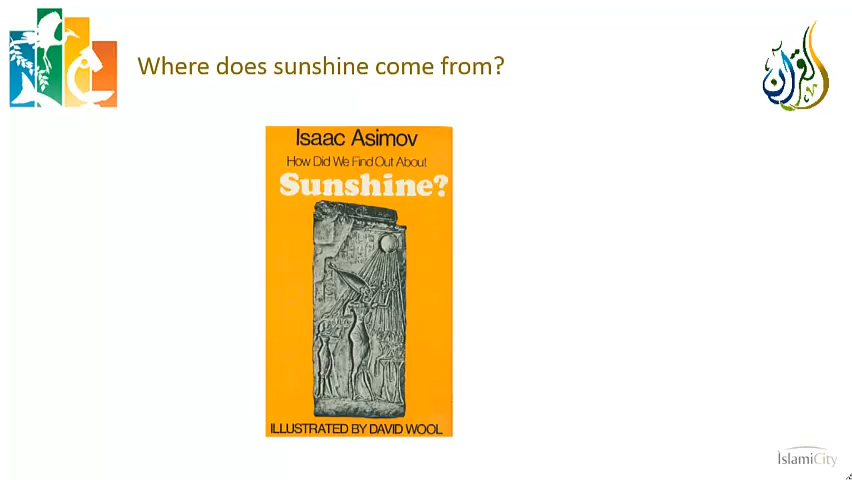 Where does sunshine come from?
Isaac Asimov
How Did We Find Out About
Sunshine?
ILLUSTRATED BY DAVID WOOL
القرآن
IslamiCity